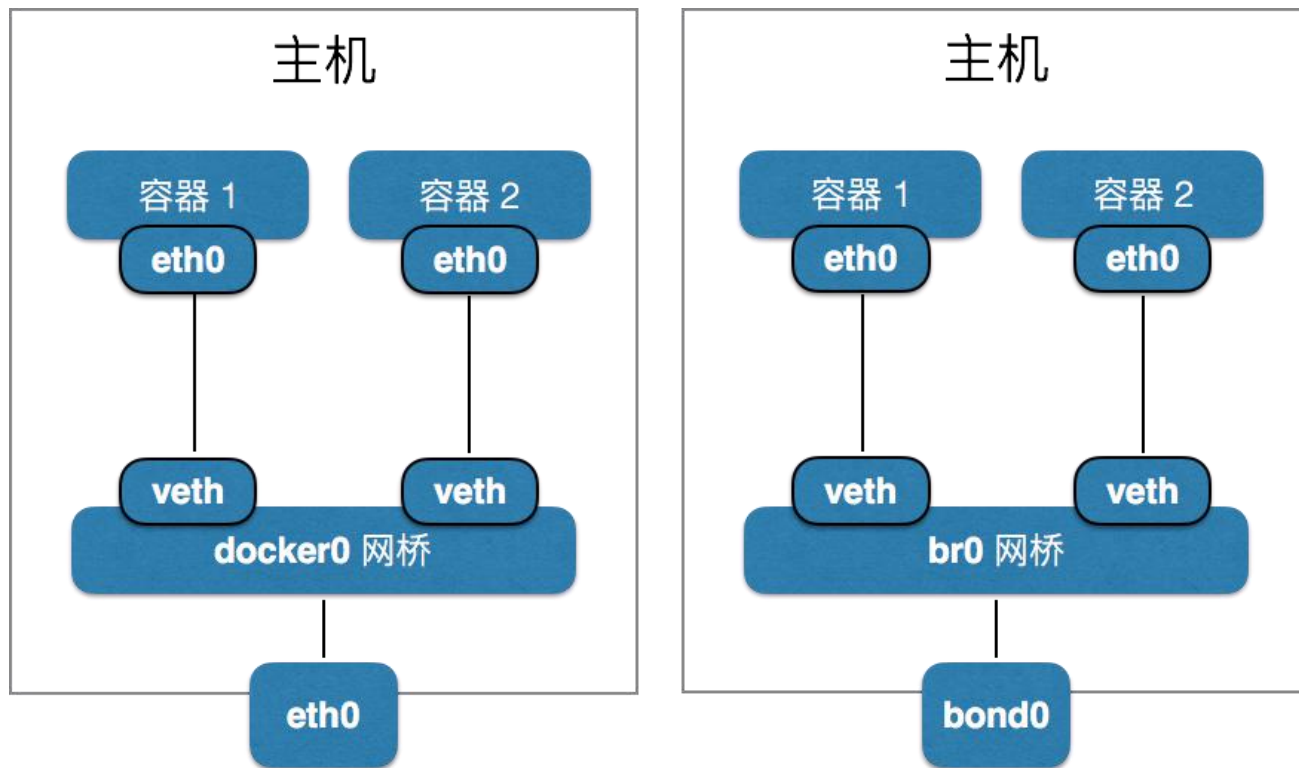 主机
容器 1
容器 2
eth0
eth0
veth
veth
docker0 网桥
eth0
主机
容器 1
容器 2
eth0
eth0
veth
veth
br0 网桥
bond0